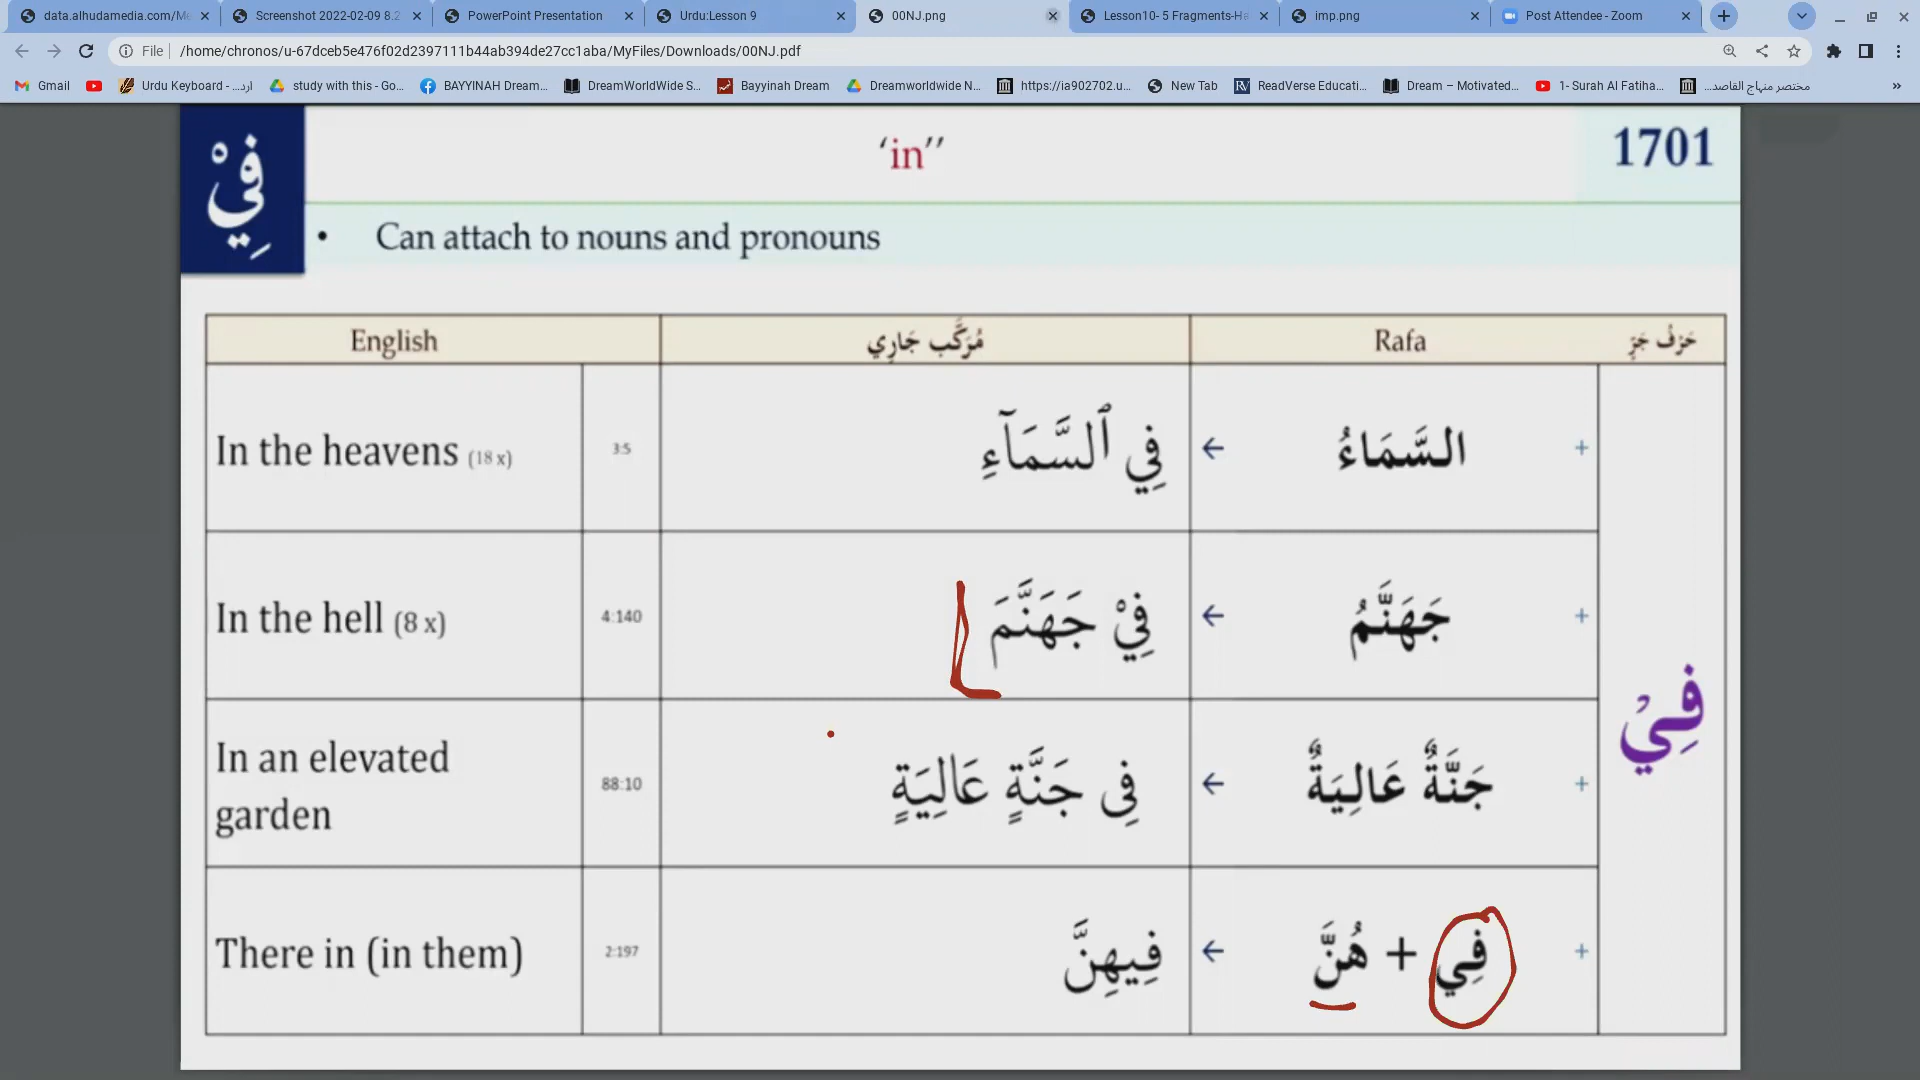 data.alhudamedia.com/Me
Screenshot 2022-02-09 8.2
PowerPoint Presentation
Urdu:Lesson 9
00NJ.png
Lesson10- 5 Fragments-Ha
imp.png
Post Attendee - Zoom
File | /home/chronos/u-67dceb5e476f02d2397111b44ab394de27cc1aba/MyFiles/Downloads/00NJ.pdf
Gmail
Urdu Keyboard - ...ارد
study with this - Go...
BAYYINAH Dream...
DreamWorldWide S...
Bayyinah Dream
Dreamworldwide N...
https://ia902702.u...
New Tab
ReadVerse Educati...
Dream – Motivated...
1- Surah Al Fatiha...
مختصر منهاج القاصد...
»
فِيْ
‘in’’
1701
• Can attach to nouns and pronouns
English
مُرَكَّب جَارِي
Rafa
حَرْفُ جَرّ
In the heavens (18 x)
3:5
فِي ٱلسَّمَآءِ
←
السَّمَاءُ
+
In the hell (8 x)
4:140
فِيْ جَهَنَّمَ
←
جَهَنَّمُ
+
In an elevated
garden
88:10
فِى جَنَّةٍ عَالِيَةٍ
←
جَنَّةٌ عَالِيَةٌ
+
There in (in them)
2:197
فِيهِنَّ
←
فِي + هُنَّ
+
فِيْ